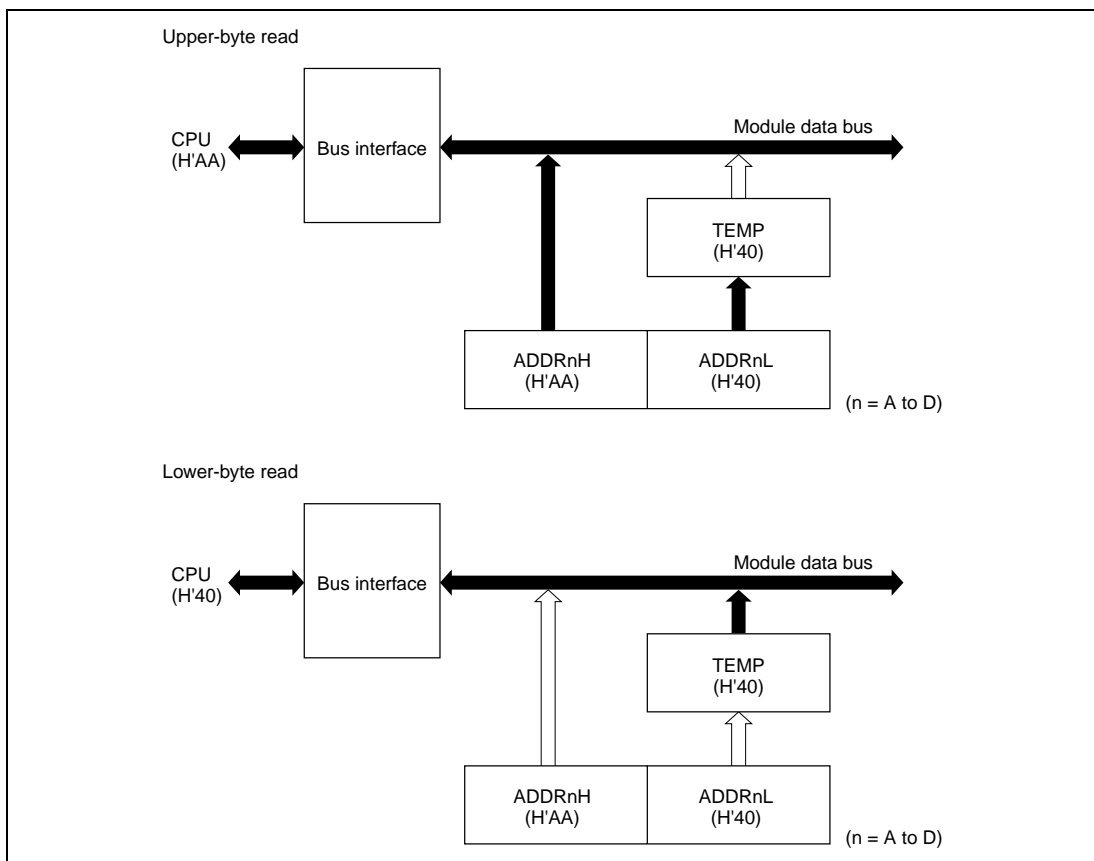 Upper-byte read
CPU
(H'AA)
Bus interface
Module data bus
TEMP
(H'40)
ADDRnH
(H'AA)
ADDRnL
(H'40)
(n = A to D)
Lower-byte read
CPU
(H'40)
Bus interface
Module data bus
TEMP
(H'40)
ADDRnH
(H'AA)
ADDRnL
(H'40)
(n = A to D)